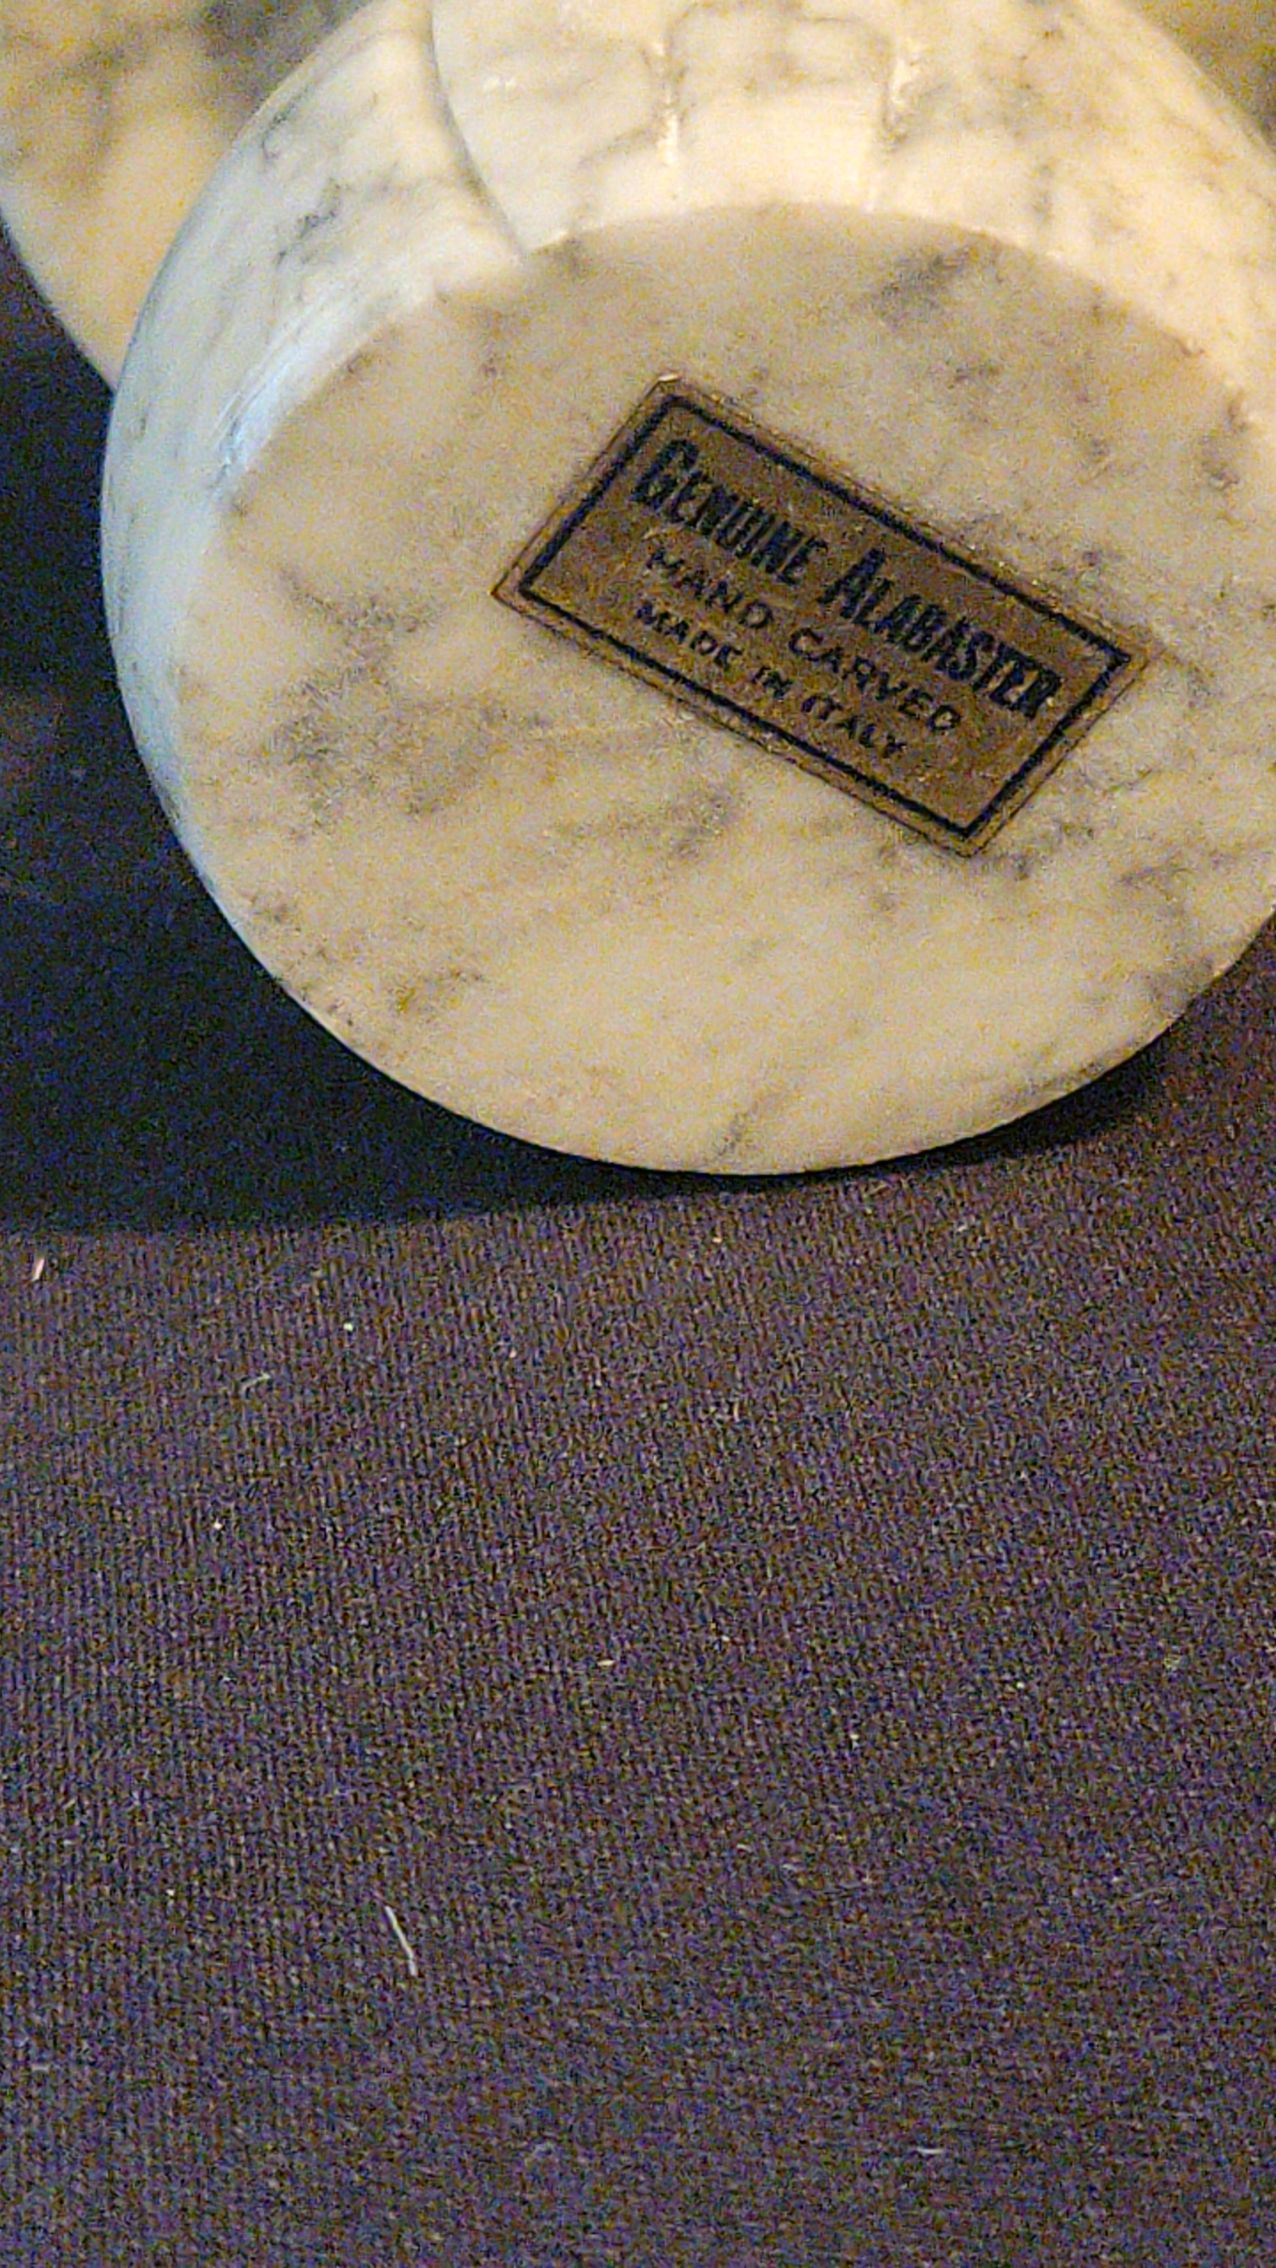 GENUINE ALABASTER
HAND CARVED
MADE IN ITALY